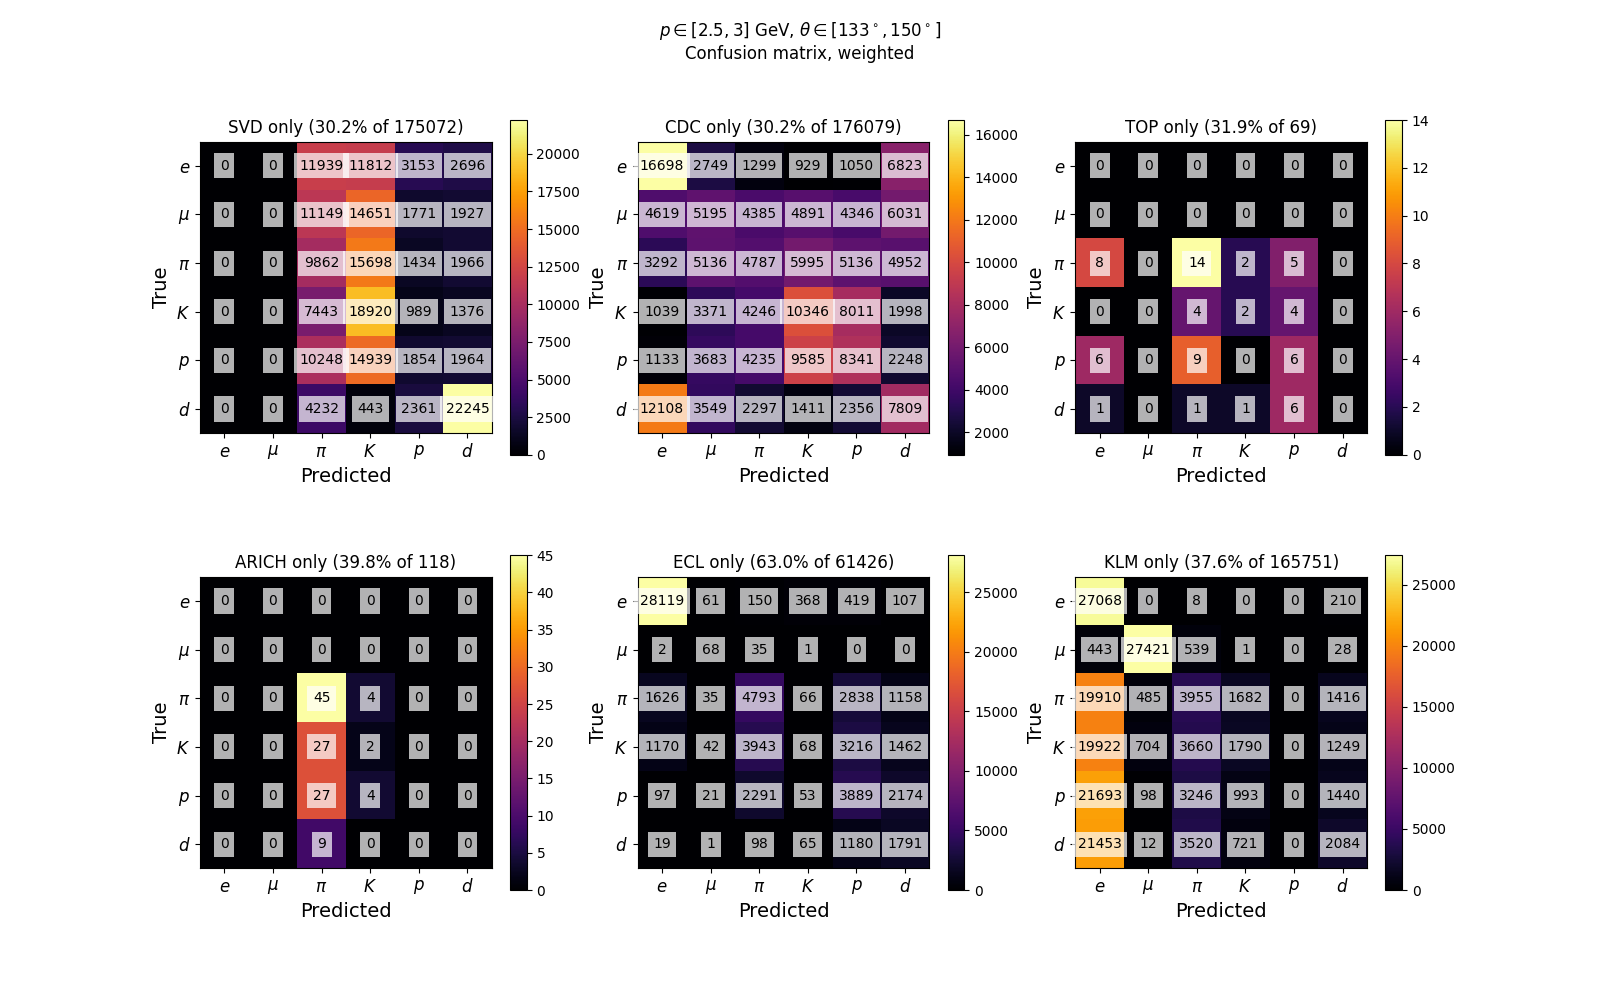 p ∈ [2.5, 3] GeV, θ ∈ [133°, 150°]
Confusion matrix, weighted
SVD only (30.2% of 175072)
True
e 0 0 11939 11812 3153 2696
μ 0 0 11149 14651 1771 1927
π 0 0 9862 15698 1434 1966
K 0 0 7443 18920 989 1376
p 0 0 10248 14939 1854 1964
d 0 0 4232 443 2361 22245
e μ π K p d
Predicted
20000
17500
15000
12500
10000
7500
5000
2500
0
CDC only (30.2% of 176079)
True
e 16698 2749 1299 929 1050 6823
μ 4619 5195 4385 4891 4346 6031
π 3292 5136 4787 5995 5136 4952
K 1039 3371 4246 10346 8011 1998
p 1133 3683 4235 9585 8341 2248
d 12108 3549 2297 1411 2356 7809
e μ π K p d
Predicted
16000
14000
12000
10000
8000
6000
4000
2000
TOP only (31.9% of 69)
True
e 0 0 0 0 0 0
μ 0 0 0 0 0 0
π 8 0 14 2 5 0
K 0 0 4 2 4 0
p 6 0 9 0 6 0
d 1 0 1 1 6 0
e μ π K p d
Predicted
14
12
10
8
6
4
2
0
ARICH only (39.8% of 118)
True
e 0 0 0 0 0 0
μ 0 0 0 0 0 0
π 0 0 45 4 0 0
K 0 0 27 2 0 0
p 0 0 27 4 0 0
d 0 0 9 0 0 0
e μ π K p d
Predicted
45
40
35
30
25
20
15
10
5
0
ECL only (63.0% of 61426)
True
e 28119 61 150 368 419 107
μ 2 68 35 1 0 0
π 1626 35 4793 66 2838 1158
K 1170 42 3943 68 3216 1462
p 97 21 2291 53 3889 2174
d 19 1 98 65 1180 1791
e μ π K p d
Predicted
25000
20000
15000
10000
5000
0
KLM only (37.6% of 165751)
True
e 27068 0 8 0 0 210
μ 443 27421 539 1 0 28
π 19910 485 3955 1682 0 1416
K 19922 704 3660 1790 0 1249
p 21693 98 3246 993 0 1440
d 21453 12 3520 721 0 2084
e μ π K p d
Predicted
25000
20000
15000
10000
5000
0